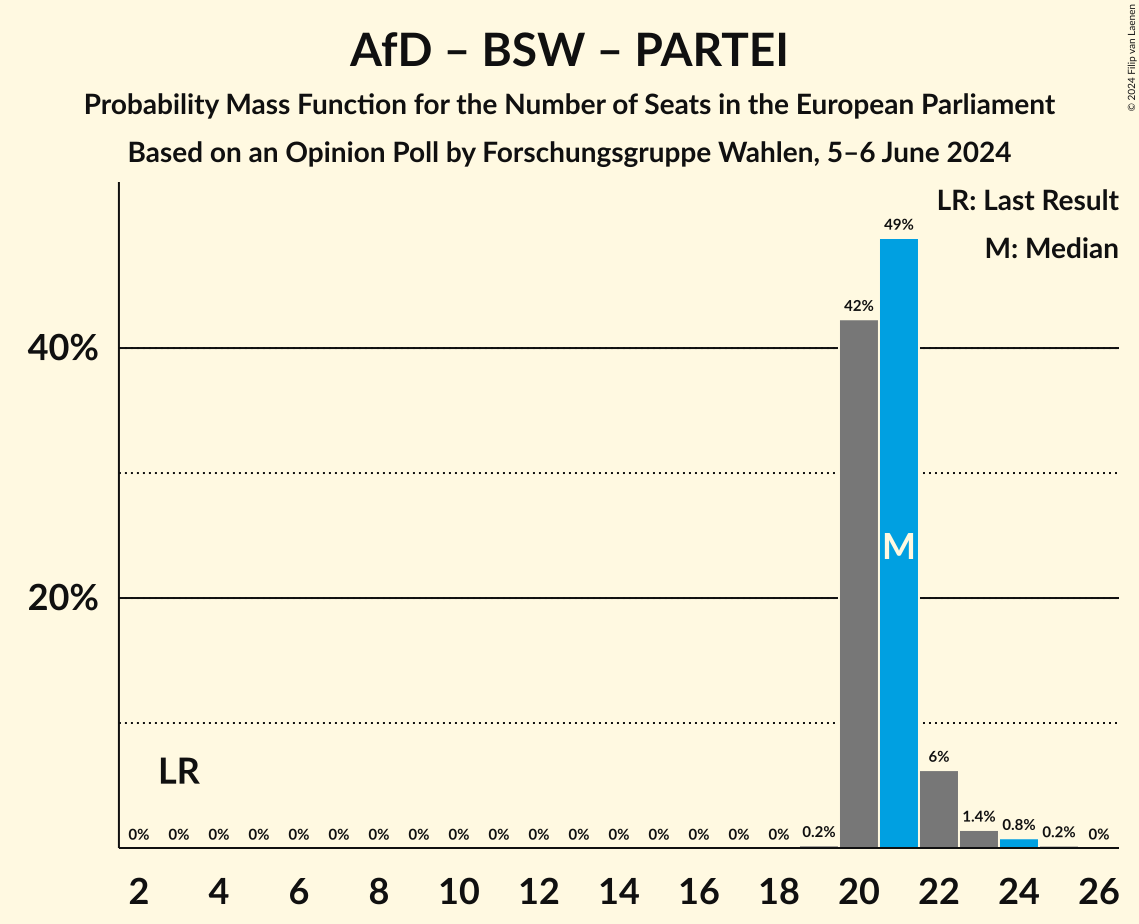 AfD – BSW – PARTEI
Probability Mass Function for the Number of Seats in the European Parliament
Based on an Opinion Poll by Forschungsgruppe Wahlen, 5–6 June 2024
© 2024 Filip van Laenen
LR: Last Result
M: Median
49%
42%
40%
M
20%
LR
6%
0% 0% 0% 0% 0% 0% 0% 0% 0% 0% 0% 0% 0% 0% 0% 0% 0% 0.2% 1.4% 0.8% 0.2% 0%
2 4 6 8 10 12 14 16 18 20 22 24 26